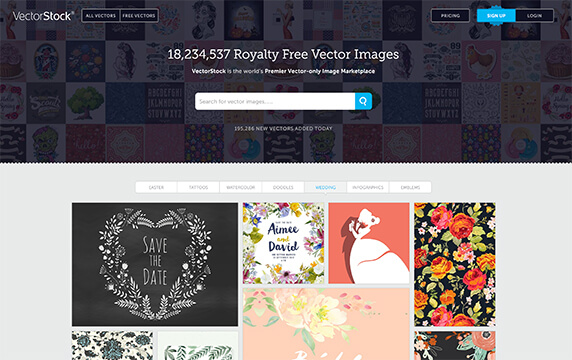 VectorStock®
ALL VECTORS
FREE VECTORS
PRICING
SIGN UP
LOGIN
18,234,537 Royalty Free Vector Images
VectorStock is the world's Premier Vector-only Image Marketplace
Search for vector images.....
195,286 NEW VECTORS ADDED TODAY
EASTER
TATTOOS
WATERCOLOR
DOODLES
WEDDING
INFOGRAPHICS
EMBLEMS
SAVE
THE
DATE
Aimee
and
David